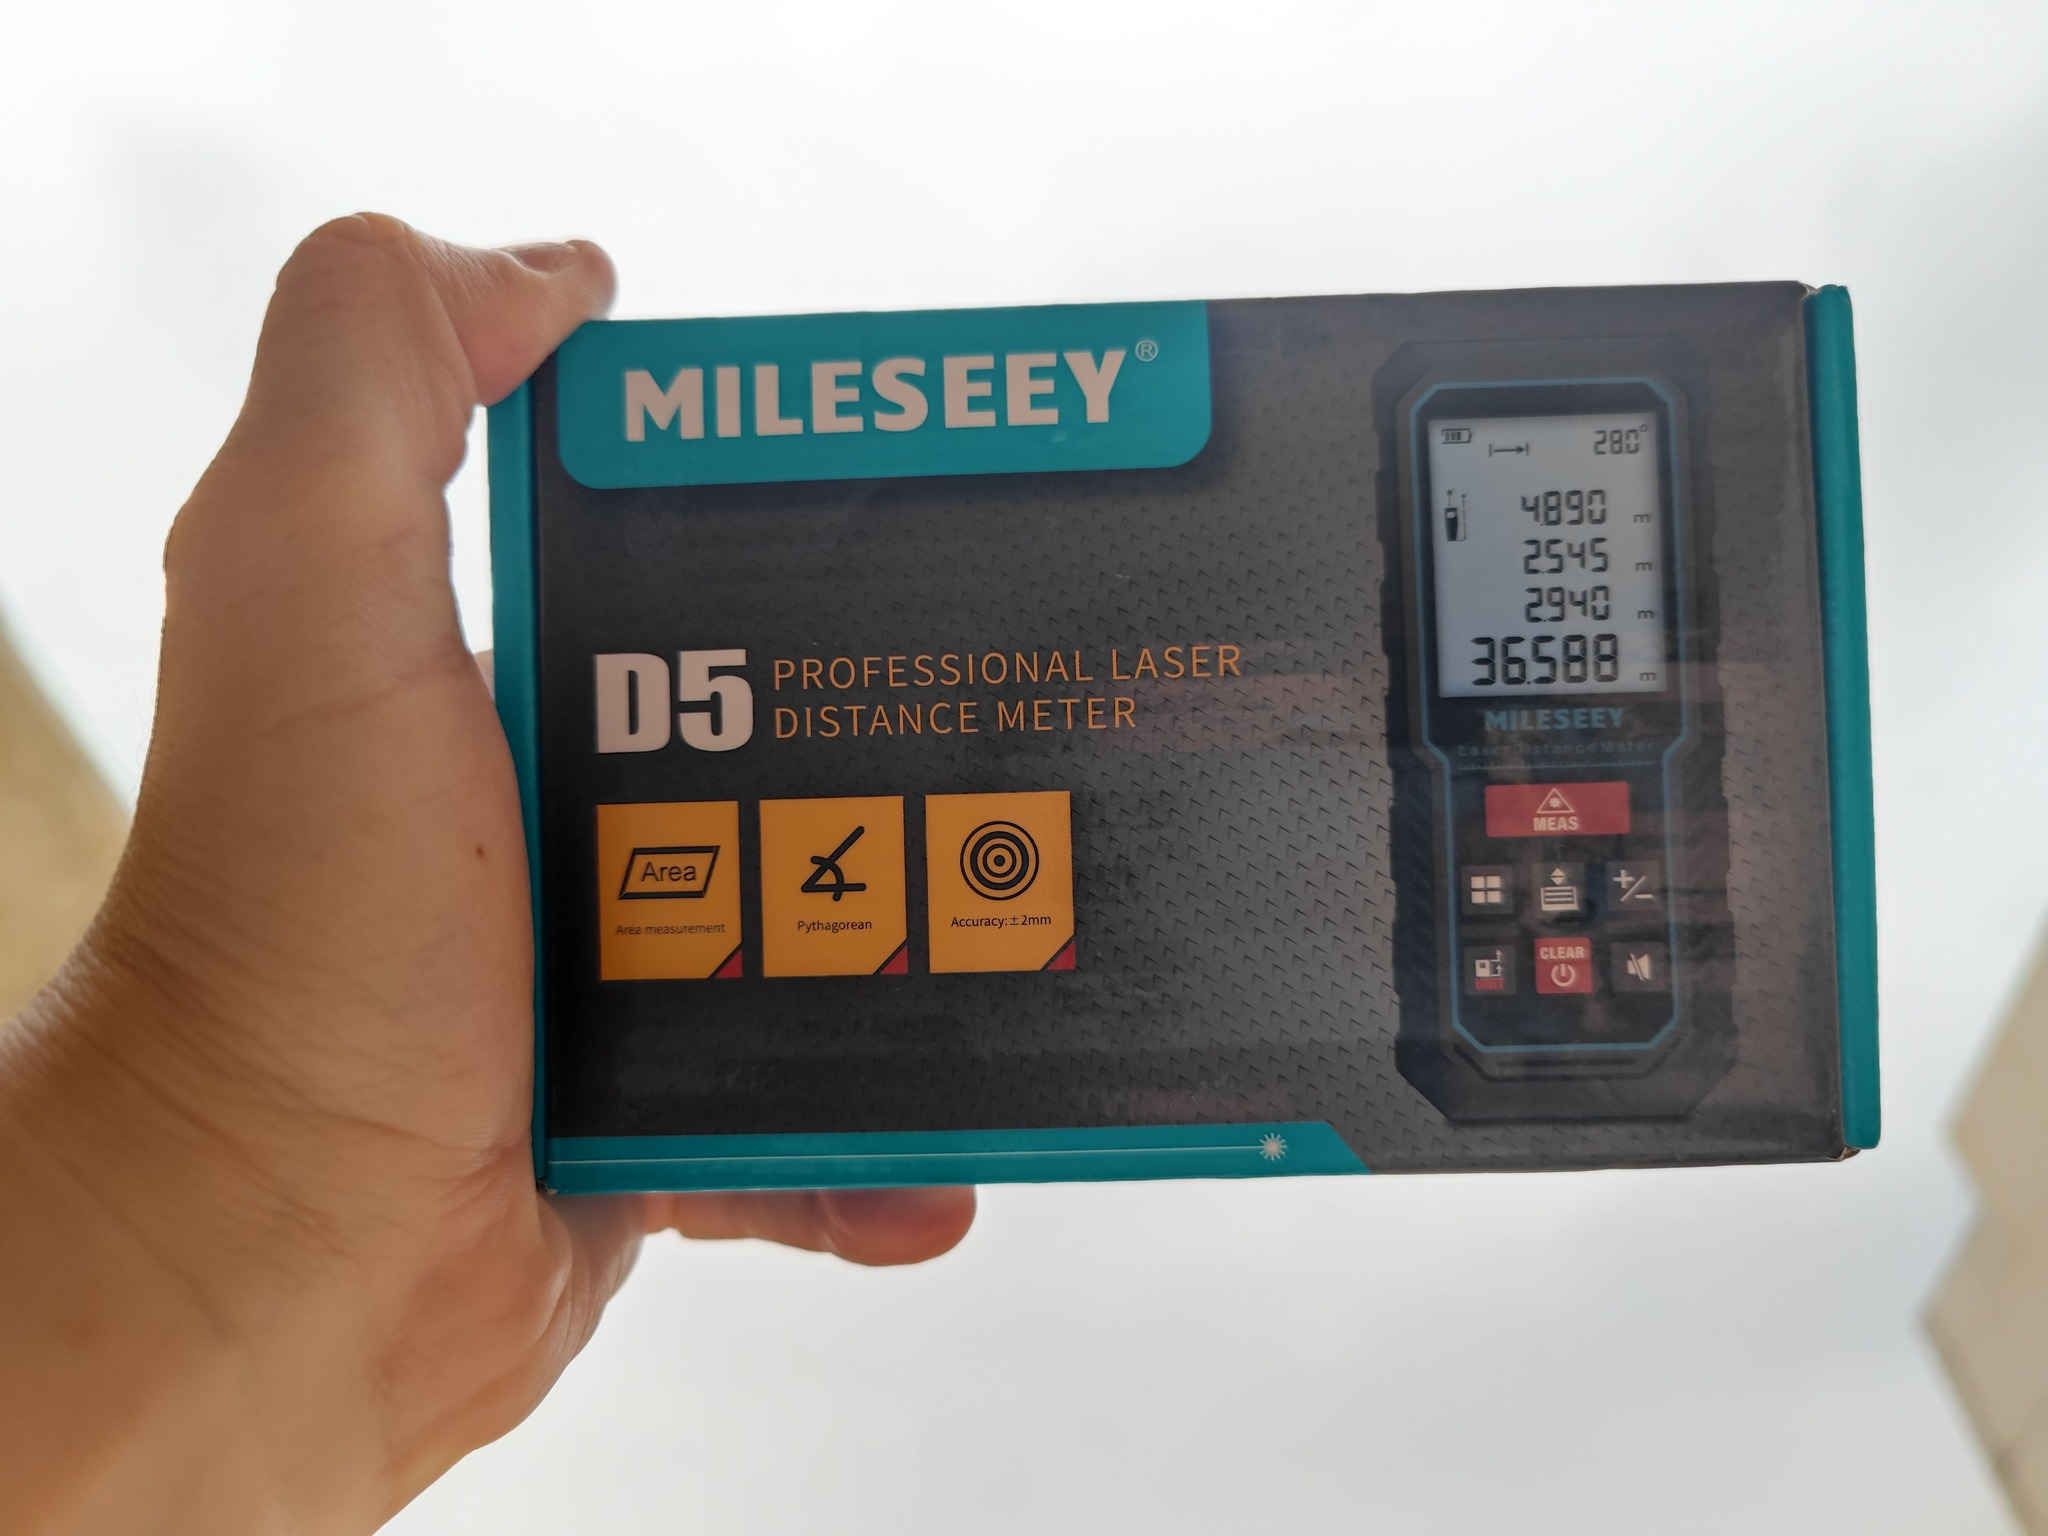 MILESEEY®
D5 PROFESSIONAL LASER
DISTANCE METER
Area
Area measurement
Pythagorean
Accuracy:±2mm
28.0°
4.890 m
2.545 m
2.940 m
36.588 m
MILESEEY
Laser Distance Meter
MEAS
+/-
CLEAR